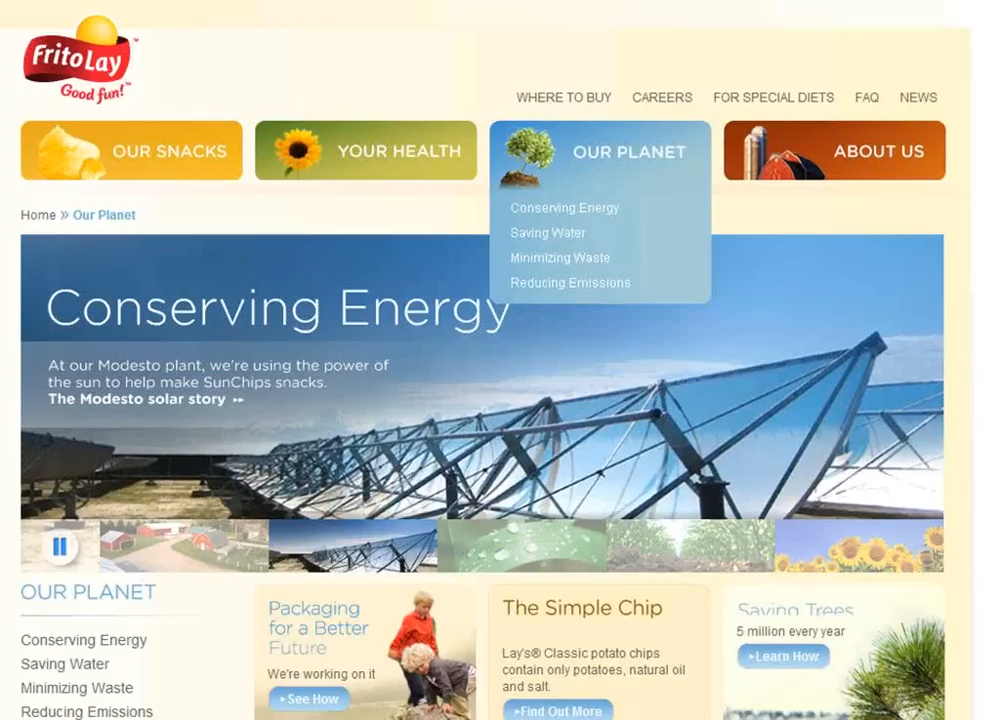 Frito Lay
Good fun!™
WHERE TO BUY
CAREERS
FOR SPECIAL DIETS
FAQ
NEWS
OUR SNACKS
YOUR HEALTH
OUR PLANET
ABOUT US
Conserving Energy
Saving Water
Minimizing Waste
Reducing Emissions
Home » Our Planet
Conserving Energy
At our Modesto plant, we're using the power of
the sun to help make SunChips snacks.
The Modesto solar story
OUR PLANET
Conserving Energy
Saving Water
Minimizing Waste
Reducing Emissions
Packaging
for a Better
Future
We're working on it
See How
The Simple Chip
Lay's® Classic potato chips
contain only potatoes, natural oil
and salt.
Find Out More
Saving Trees
5 million every year
Learn How